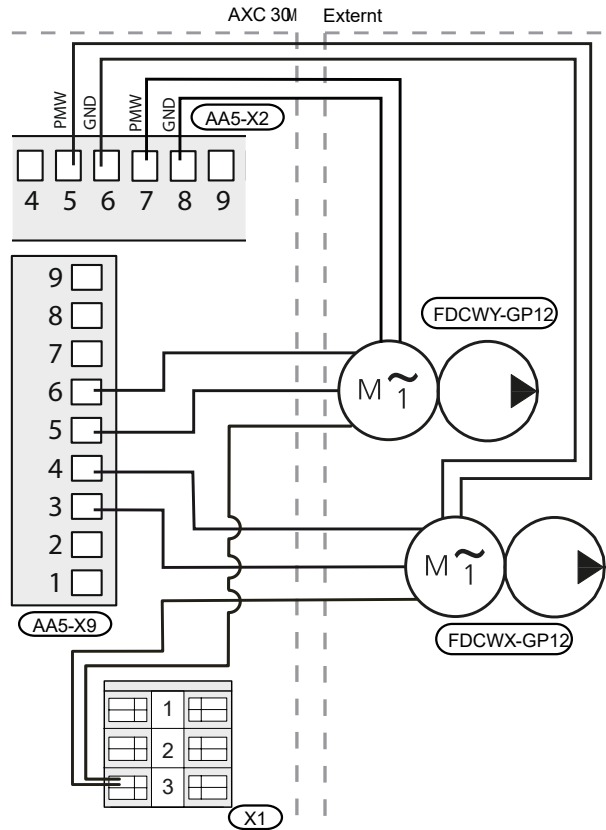 AXC 30M Externt
PMW
GND
PMW
GND
AA5-X2
4 5 6 7 8 9
9
8
7
6
5
4
3
2
1
AA5-X9
FDCWY-GP12
M ~ 1
M ~ 1
FDCWX-GP12
1
2
3
X1